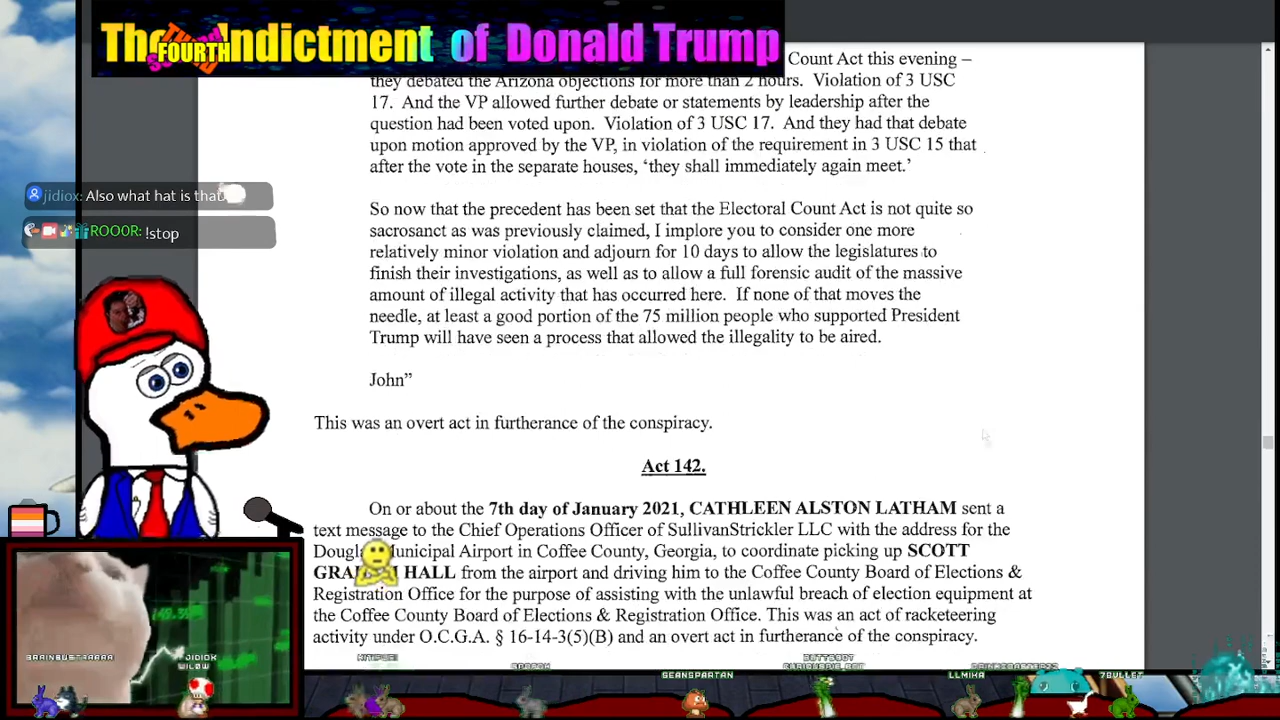 The Indictment of Donald Trump
FOURTH
Count Act this evening –
they debated the Arizona objections for more than 2 hours. Violation of 3 USC
17. And the VP allowed further debate or statements by leadership after the
question had been voted upon. Violation of 3 USC 17. And they had that debate
upon motion approved by the VP, in violation of the requirement in 3 USC 15 that
after the vote in the separate houses, ‘they shall immediately again meet.’
jidiox: Also what hat is that
ROOOR: !stop
So now that the precedent has been set that the Electoral Count Act is not quite so
sacrosanct as was previously claimed, I implore you to consider one more
relatively minor violation and adjourn for 10 days to allow the legislatures to
finish their investigations, as well as to allow a full forensic audit of the massive
amount of illegal activity that has occurred here. If none of that moves the
needle, at least a good portion of the 75 million people who supported President
Trump will have seen a process that allowed the illegality to be aired.
John”
This was an overt act in furtherance of the conspiracy.
Act 142.
On or about the 7th day of January 2021, CATHLEEN ALSTON LATHAM sent a
text message to the Chief Operations Officer of SullivanStrickler LLC with the address for the
Dougl Municipal Airport in Coffee County, Georgia, to coordinate picking up SCOTT
GRA HALL from the airport and driving him to the Coffee County Board of Elections &
Registration Office for the purpose of assisting with the unlawful breach of election equipment at
the Coffee County Board of Elections & Registration Office. This was an act of racketeering
activity under O.C.G.A. § 16-14-3(5)(B) and an overt act in furtherance of the conspiracy.
JIDIOX
WILOW
SEANSPARTAN
LLMIKA
7BULLET